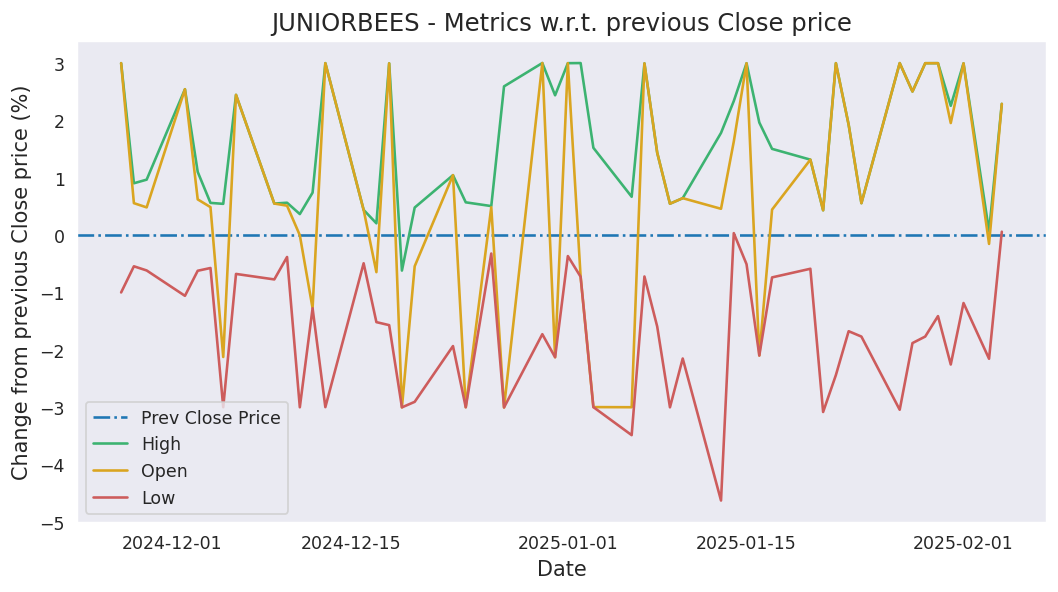 JUNIORBEES - Metrics w.r.t. previous Close price
Change from previous Close price (%)
3
2
1
0
−1
−2
−3
−4
−5
Prev Close Price
High
Open
Low
2024-12-01 2024-12-15 2025-01-01 2025-01-15 2025-02-01
Date